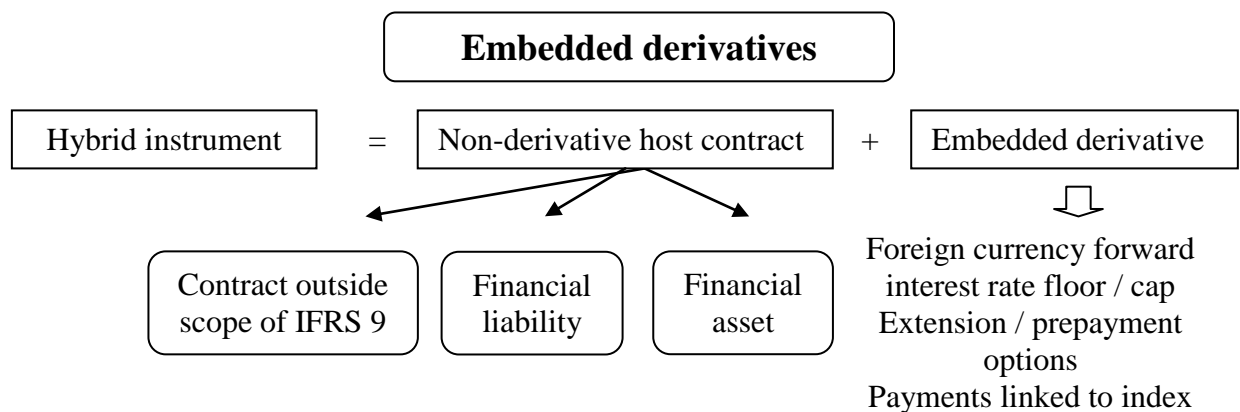 Embedded derivatives
Hybrid instrument = Non-derivative host contract + Embedded derivative
Contract outside
scope of IFRS 9
Financial
liability
Financial
asset
Foreign currency forward
interest rate floor / cap
Extension / prepayment
options
Payments linked to index